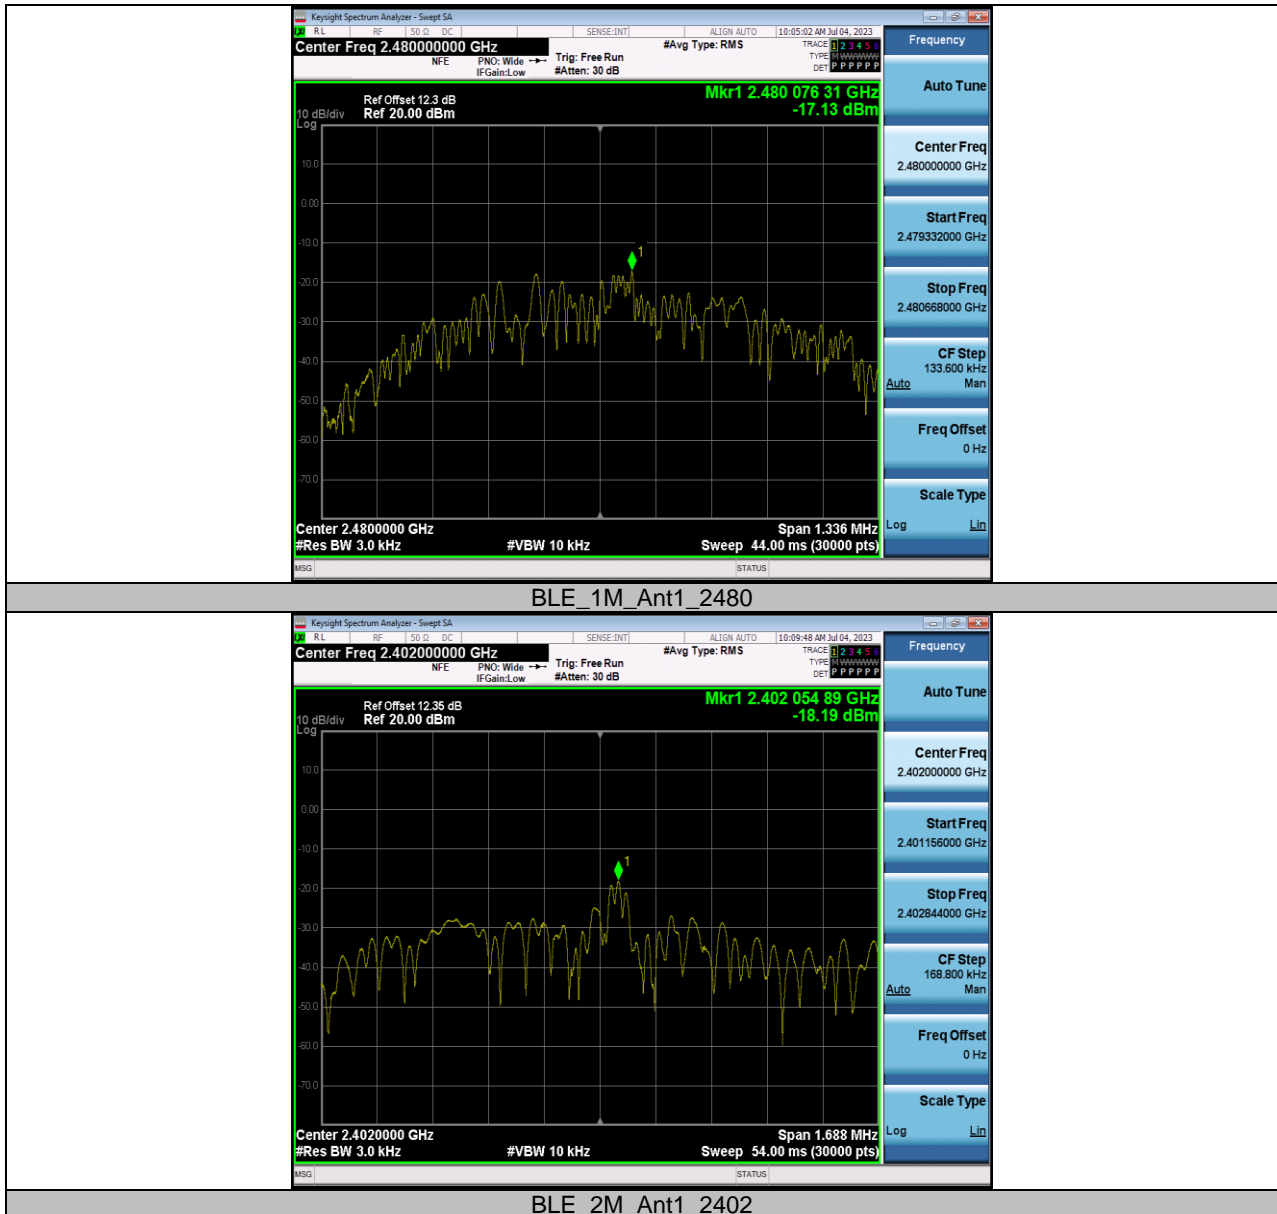 Keysight Spectrum Analyzer - Swept SA
LXI RL RF 50 Ω DC SENSE:INT ALIGN AUTO 10:05:02 AM Jul 04, 2023
Center Freq 2.480000000 GHz #Avg Type: RMS TRACE 1 2 3 4 5 6
NFE PNO: Wide Trig: Free Run TYPE M WWWWW
IFGain:Low #Atten: 30 dB DET P P P P P P
Frequency
Auto Tune
Mkr1 2.480 076 31 GHz
-17.13 dBm
Ref Offset 12.3 dB
10 dB/div Ref 20.00 dBm
Log
10.0
0.00
-10.0
-20.0
-30.0
-40.0
-50.0
-60.0
-70.0
1
Center Freq
2.480000000 GHz
Start Freq
2.479332000 GHz
Stop Freq
2.480668000 GHz
CF Step
133.600 kHz
Auto Man
Freq Offset
0 Hz
Scale Type
Log Lin
Center 2.4800000 GHz Span 1.336 MHz
#Res BW 3.0 kHz #VBW 10 kHz Sweep 44.00 ms (30000 pts)
MSG STATUS
BLE_1M_Ant1_2480
Keysight Spectrum Analyzer - Swept SA
LXI RL RF 50 Ω DC SENSE:INT ALIGN AUTO 10:09:48 AM Jul 04, 2023
Center Freq 2.402000000 GHz #Avg Type: RMS TRACE 1 2 3 4 5 6
NFE PNO: Wide Trig: Free Run TYPE M WWWWW
IFGain:Low #Atten: 30 dB DET P P P P P P
Frequency
Auto Tune
Mkr1 2.402 054 89 GHz
-18.19 dBm
Ref Offset 12.35 dB
10 dB/div Ref 20.00 dBm
Log
10.0
0.00
-10.0
-20.0
-30.0
-40.0
-50.0
-60.0
-70.0
1
Center Freq
2.402000000 GHz
Start Freq
2.401156000 GHz
Stop Freq
2.402844000 GHz
CF Step
168.800 kHz
Auto Man
Freq Offset
0 Hz
Scale Type
Log Lin
Center 2.4020000 GHz Span 1.688 MHz
#Res BW 3.0 kHz #VBW 10 kHz Sweep 54.00 ms (30000 pts)
MSG STATUS
BLE_2M_Ant1_2402